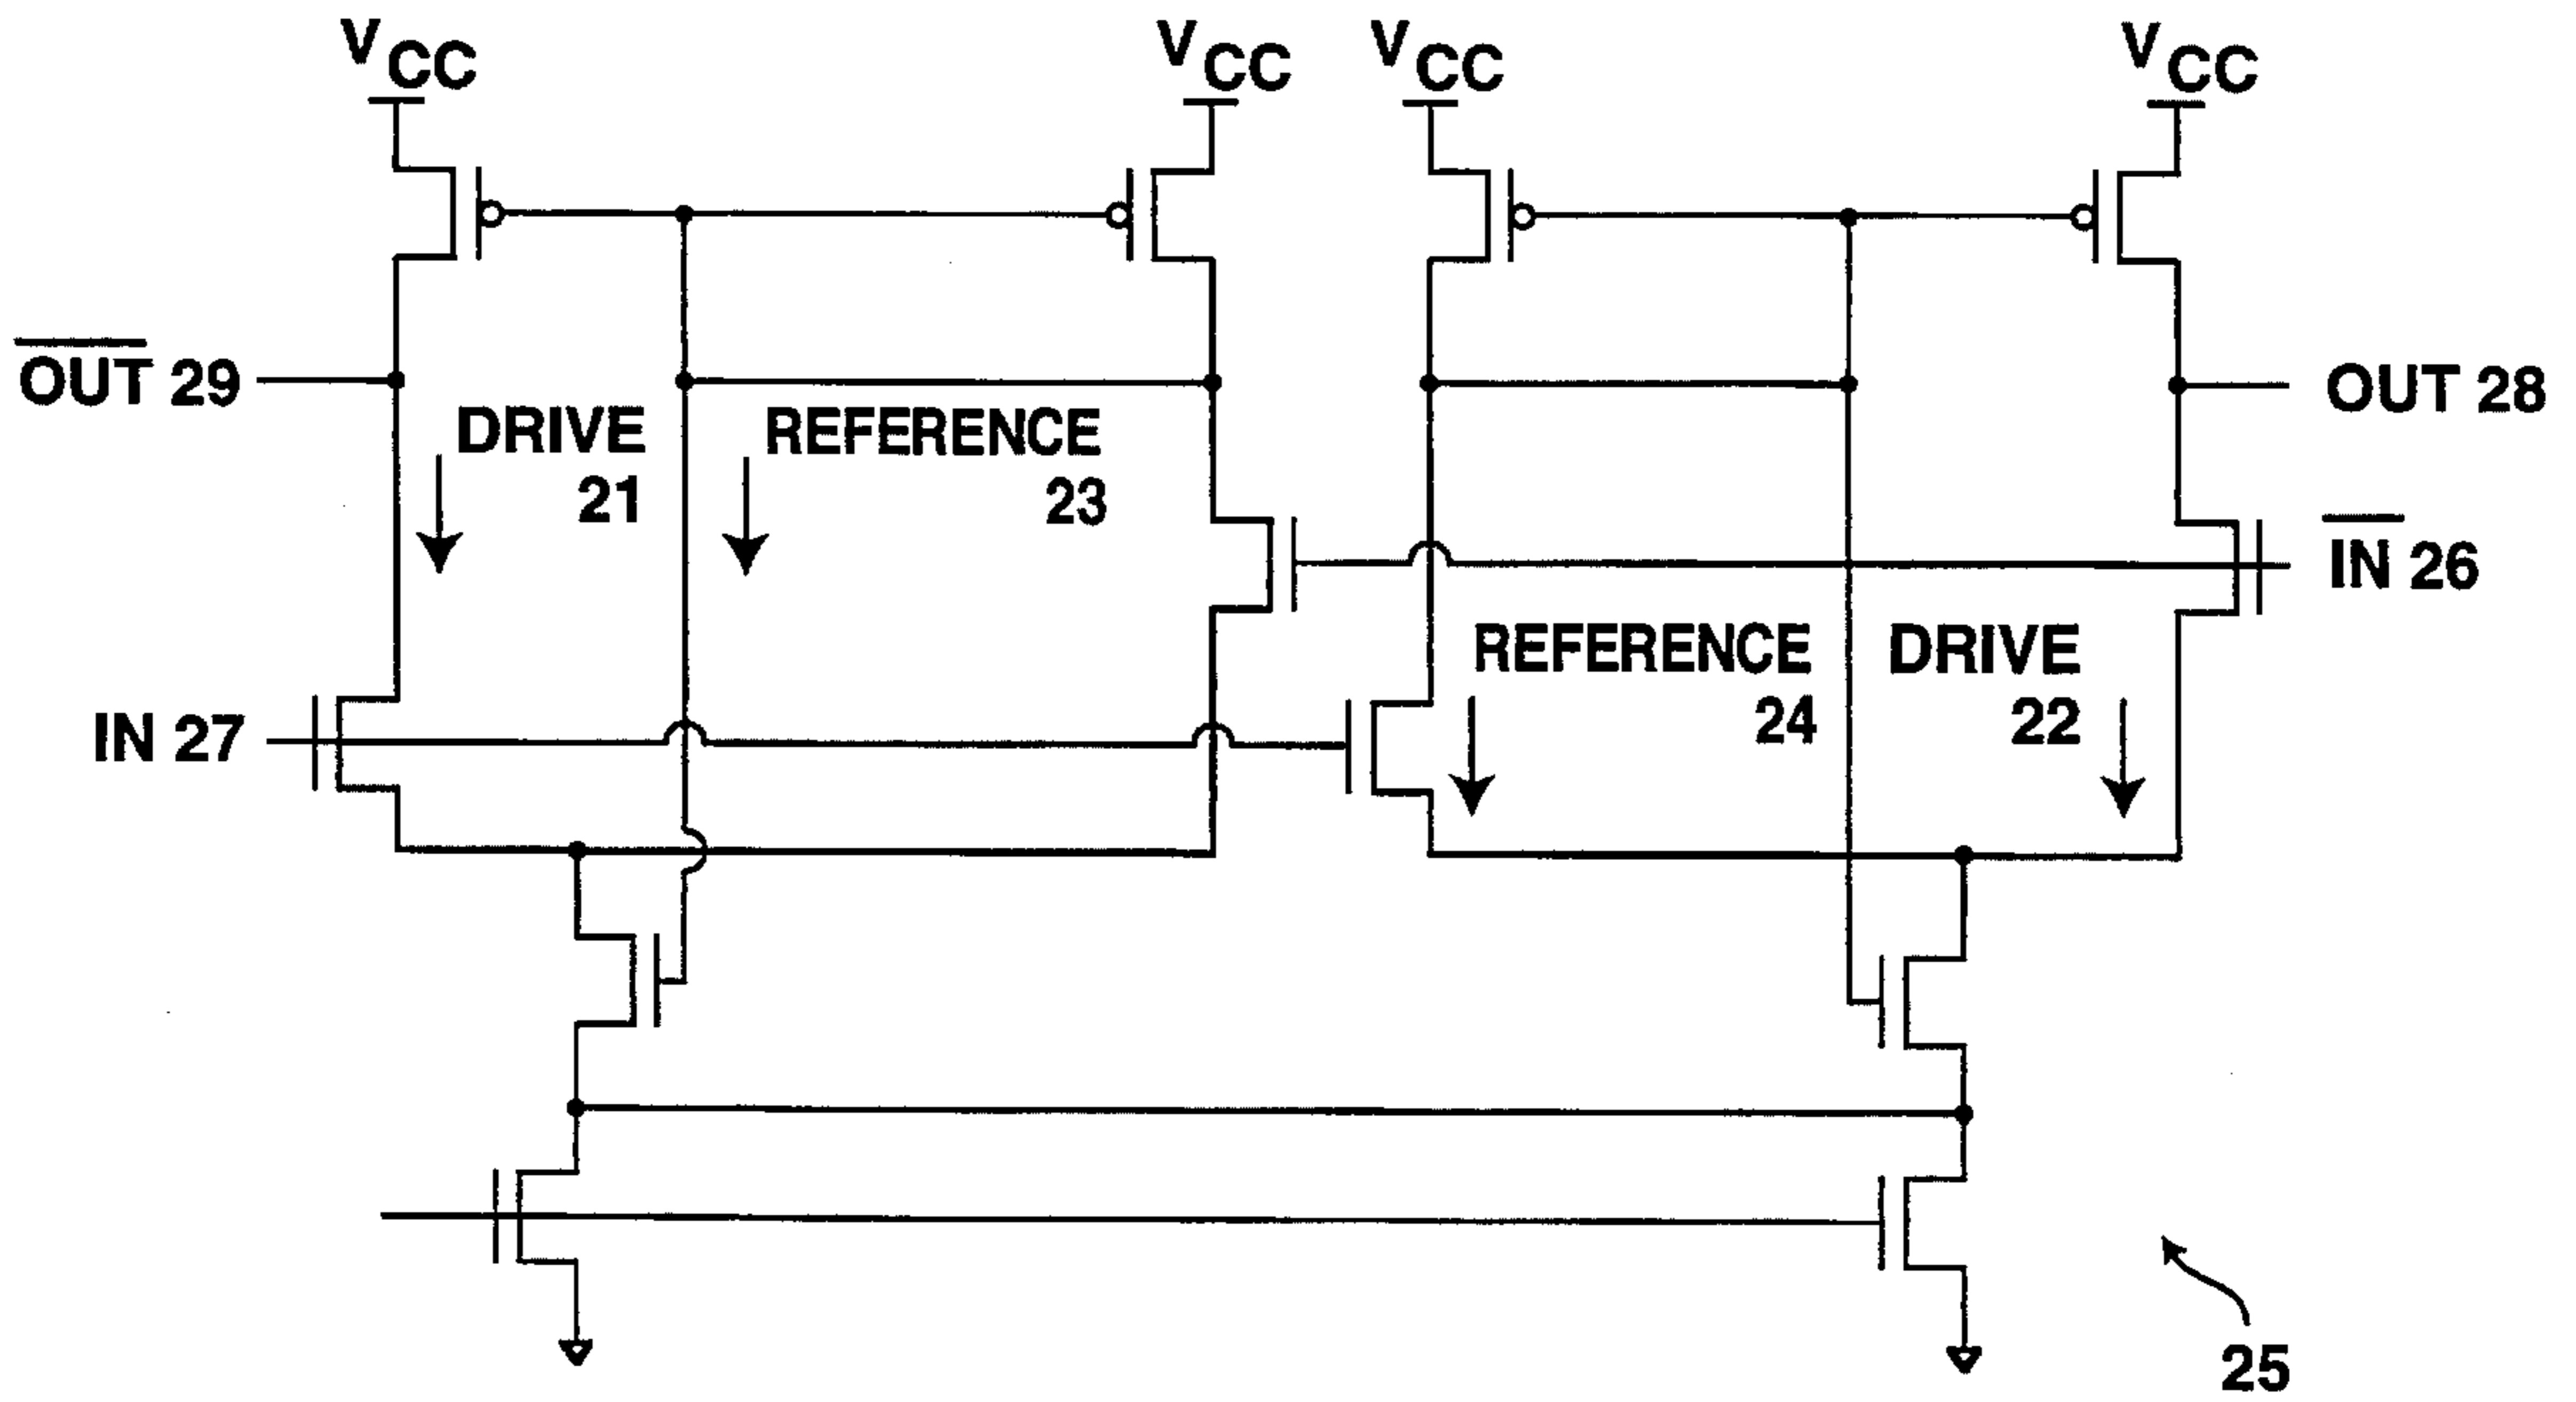 VCC VCC VCC VCC
OUT 29
DRIVE
21
REFERENCE
23
OUT 28
IN 26
REFERENCE
24
DRIVE
22
IN 27
25